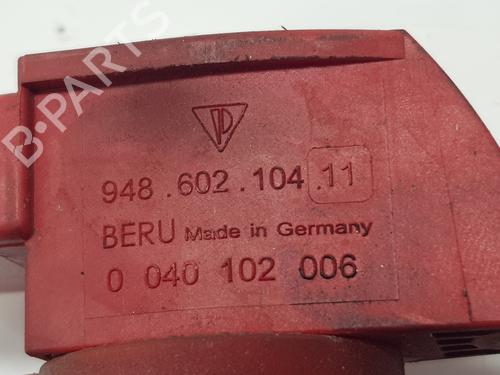 B-PARTS
948.602.104.11
BERU Made in Germany
0 040 102 006